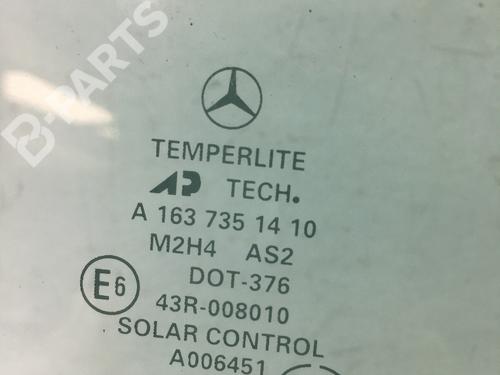 B-PARTS
TEMPERLITE
AP TECH.
A 163 735 14 10
M2H4 AS2
DOT-376
E6
43R-008010
SOLAR CONTROL
A006451